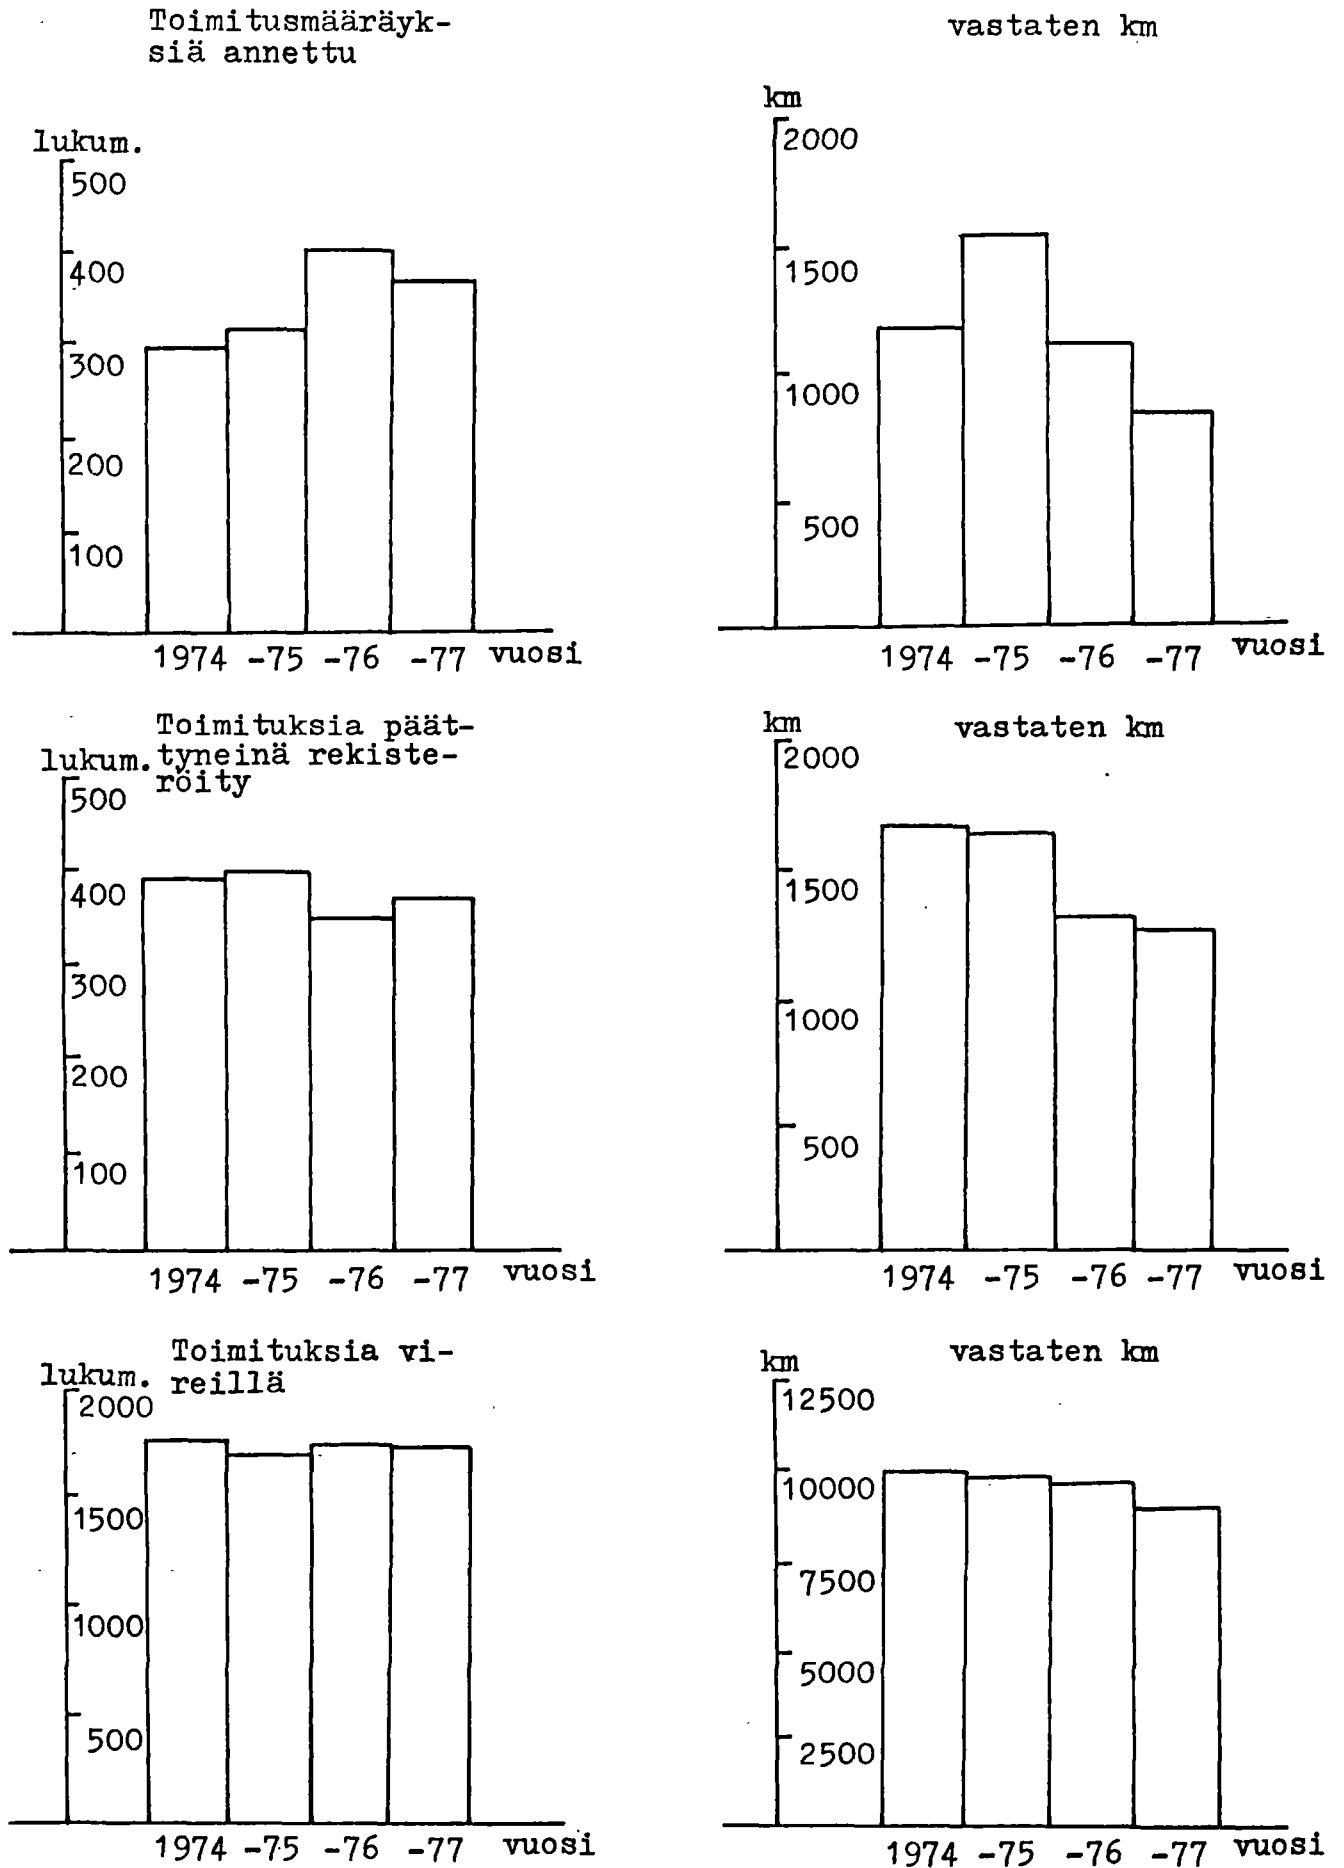 Toimitusmääräyk-
siä annettu
lukum.
500
400
300
200
100
1974 -75 -76 -77 vuosi
vastaten km
km
2000
1500
1000
500
1974 -75 -76 -77 vuosi
Toimituksia päät-
lukum. tyneinä rekiste-
röity
500
400
300
200
100
1974 -75 -76 -77 vuosi
km vastaten km
2000
1500
1000
500
1974 -75 -76 -77 vuosi
Toimituksia vi-
lukum. reillä
2000
1500
1000
500
1974 -75 -76 -77 vuosi
vastaten km
km
12500
10000
7500
5000
2500
1974 -75 -76 -77 vuosi